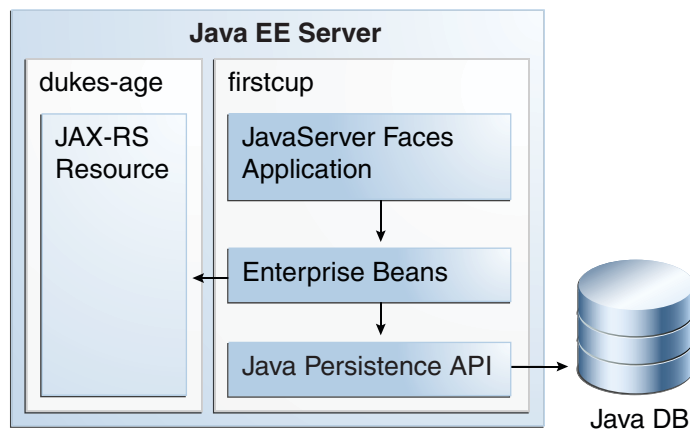 Java EE Server
dukes-age
firstcup
JAX-RS
Resource
JavaServer Faces
Application
Enterprise Beans
Java Persistence API
Java DB